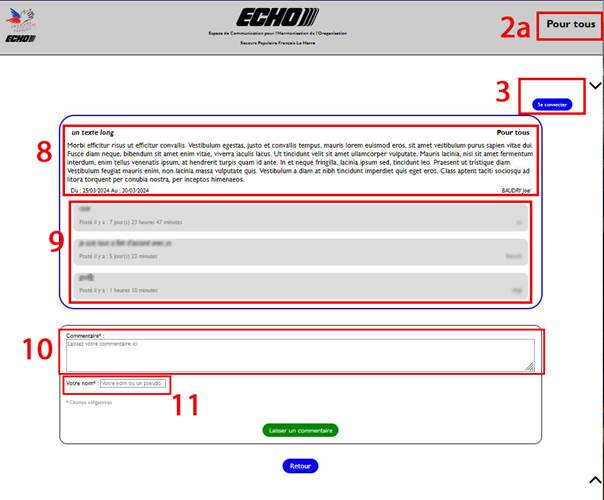 ECHO
2a
Pour tous
ECHO
Espace de Communication pour l'Harmonisation de l'Oraganisation
Secours Populaire Français Le Havre
3
Se connecter
8
un texte long
Pour tous
Morbi efficitur risus ut efficitur convallis. Vestibulum egestas, justo et convallis tempus, mauris lorem euismod eros, sit amet vestibulum purus sapien vitae dui.
Fusce diam neque, bibendum sit amet enim vitae, viverra iaculis lacus. Ut tincidunt velit sit amet ullamcorper vulputate. Mauris lacinia, nisl sit amet fermentum
interdum, enim tellus venenatis ipsum, at hendrerit turpis quam id ante. In et neque fringilla, lacinia ipsum sed, tincidunt leo. Praesent ut tristique diam.
Vestibulum feugiat mauris enim, non lacinia massa vulputate quis. Vestibulum a diam at nibh tincidunt imperdiet quis eget eros. Class aptent taciti sociosqu ad
litora torquent per conubia nostra, per inceptos himenaeos.
Du : 25/03/2024 Au : 30/03/2024
BAUDRY Joel
9
Posté il y a : 7 jour(s) 23 heures 47 minutes
je suis tout a fait d'accord avec
Posté il y a : 5 jour(s) 23 minutes
Posté il y a : 1 heures 10 minutes
10
Commentaire* :
Laissez votre commentaire ici
Votre nom* : Votre nom ou un pseudo
11
* Champs obligatoires
Laisser un commentaire
Retour